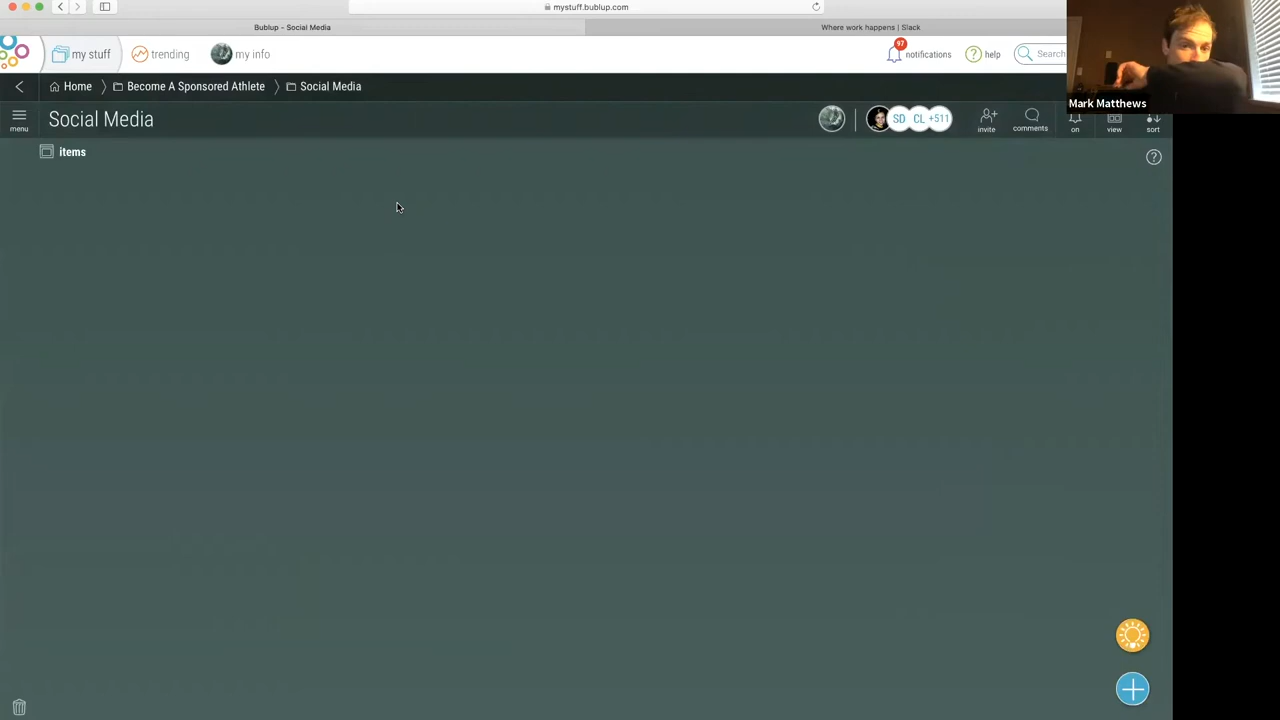 mystuff.bublup.com
Bublup - Social Media
Where work happens | Slack
my stuff
trending
my info
97
notifications
help
Search
Mark Matthews
Home
Become A Sponsored Athlete
Social Media
menu
Social Media
SD
CL
+511
invite
comments
on
view
sort
items